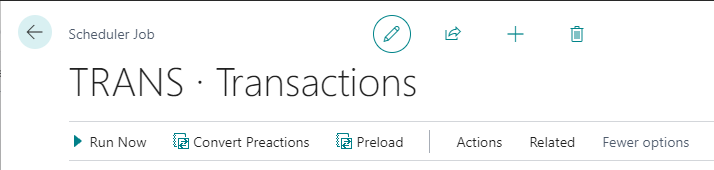 Scheduler Job
TRANS · Transactions
Run Now Convert Preactions Preload Actions Related Fewer options